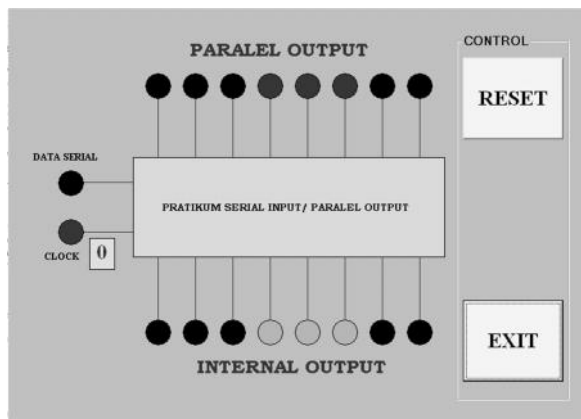 PARALEL OUTPUT
CONTROL
RESET
DATA SERIAL
PRATIKUM SERIAL INPUT/ PARALEL OUTPUT
CLOCK
0
EXIT
INTERNAL OUTPUT